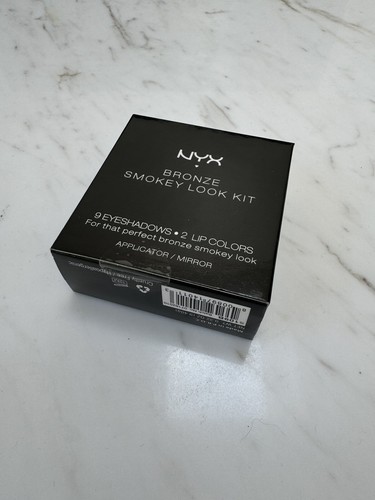 NYX
BRONZE
SMOKEY LOOK KIT
9 EYESHADOWS • 2 LIP COLORS
For that perfect bronze smokey look
APPLICATOR / MIRROR